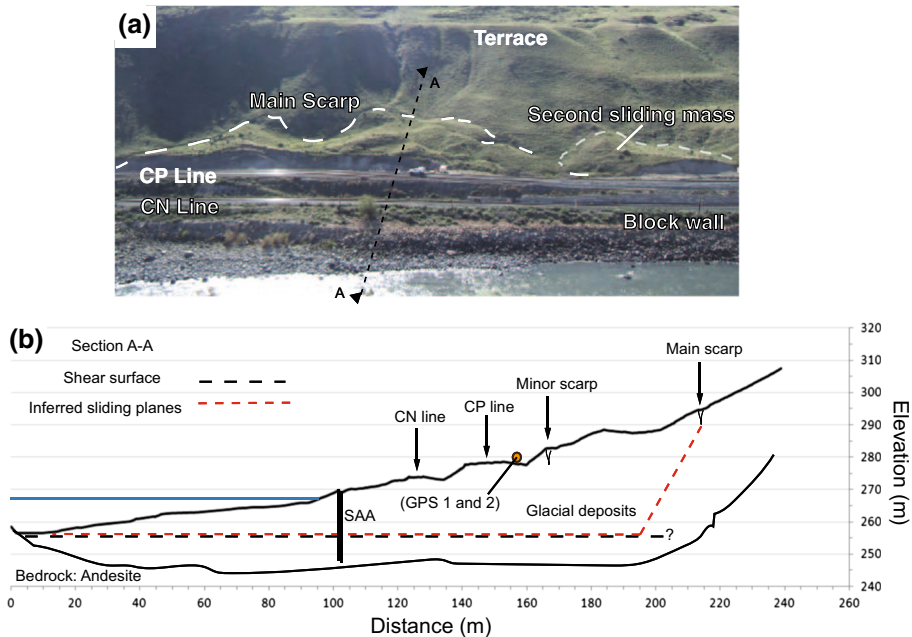 (a)
Terrace
A
Main Scarp
Second sliding mass
CP Line
CN Line
Block wall
A
(b)
Section A-A
Shear surface
Inferred sliding planes
Main scarp
Minor scarp
CN line
CP line
(GPS 1 and 2)
SAA
Glacial deposits
?
Bedrock: Andesite
320
310
300
290
280
270
260
250
240
Elevation (m)
0 20 40 60 80 100 120 140 160 180 200 220 240 260
Distance (m)